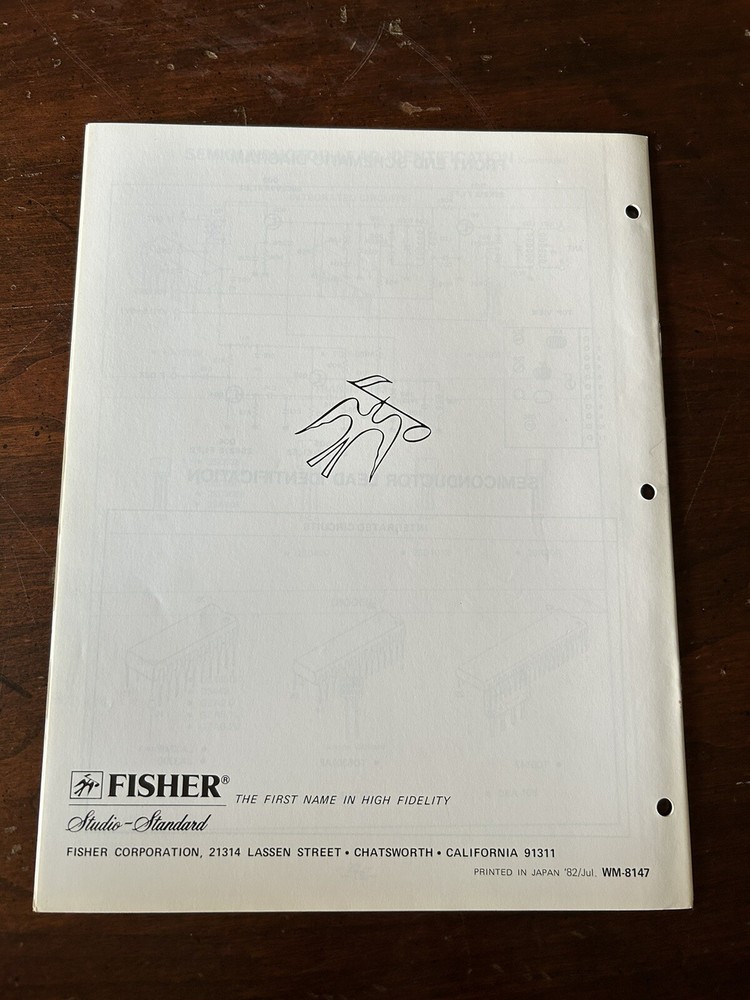 FISHER®
THE FIRST NAME IN HIGH FIDELITY
Studio-Standard
FISHER CORPORATION, 21314 LASSEN STREET • CHATSWORTH • CALIFORNIA 91311
PRINTED IN JAPAN '82/Jul. WM-8147